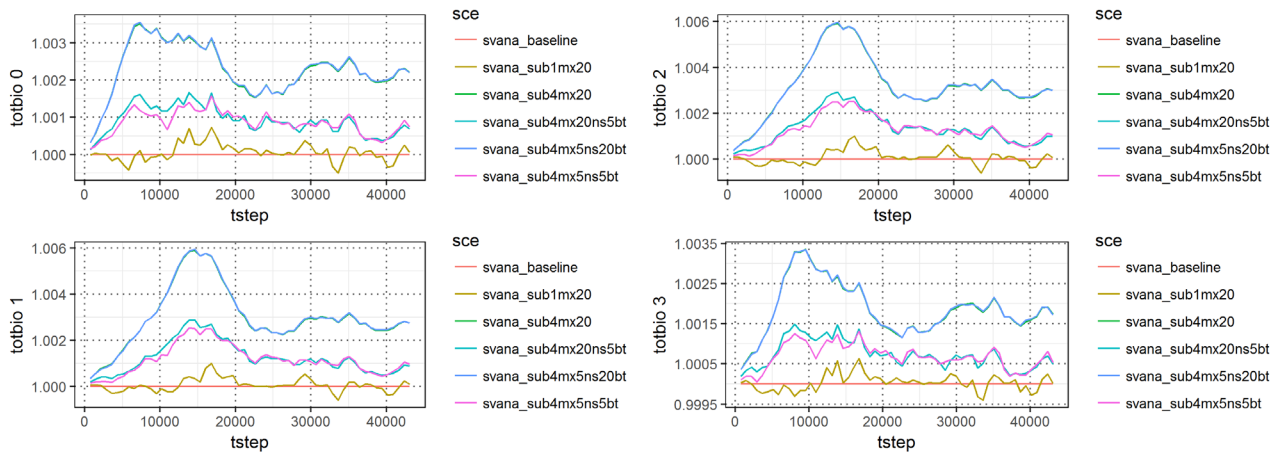 totbio 0
1.003
1.002
1.001
1.000
0 10000 20000 30000 40000
tstep
sce
svana_baseline
svana_sub1mx20
svana_sub4mx20
svana_sub4mx20ns5bt
svana_sub4mx5ns20bt
svana_sub4mx5ns5bt
totbio 2
1.006
1.004
1.002
1.000
0 10000 20000 30000 40000
tstep
sce
svana_baseline
svana_sub1mx20
svana_sub4mx20
svana_sub4mx20ns5bt
svana_sub4mx5ns20bt
svana_sub4mx5ns5bt
totbio 1
1.006
1.004
1.002
1.000
0 10000 20000 30000 40000
tstep
sce
svana_baseline
svana_sub1mx20
svana_sub4mx20
svana_sub4mx20ns5bt
svana_sub4mx5ns20bt
svana_sub4mx5ns5bt
totbio 3
1.0035
1.0025
1.0015
1.0005
0.9995
0 10000 20000 30000 40000
tstep
sce
svana_baseline
svana_sub1mx20
svana_sub4mx20
svana_sub4mx20ns5bt
svana_sub4mx5ns20bt
svana_sub4mx5ns5bt